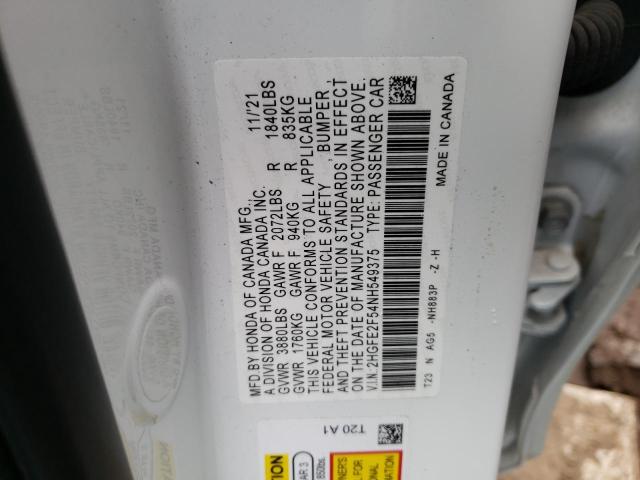 MFD.BY HONDA OF CANADA MFG., 11/'21
A DIVISION OF HONDA CANADA INC.
GVWR 3880LBS GAWR F 2072LBS R 1840LBS
GVWR 1760KG GAWR F 940KG R 835KG
THIS VEHICLE CONFORMS TO ALL APPLICABLE
FEDERAL MOTOR VEHICLE SAFETY , BUMPER ,
AND THEFT PREVENTION STANDARDS IN EFFECT
ON THE DATE OF MANUFACTURE SHOWN ABOVE.
V.I.N.:2HGFE2F54NH549375 TYPE:PASSENGER CAR
T23 N AG5 -NH883P -Z -H
MADE IN CANADA
T20 A1